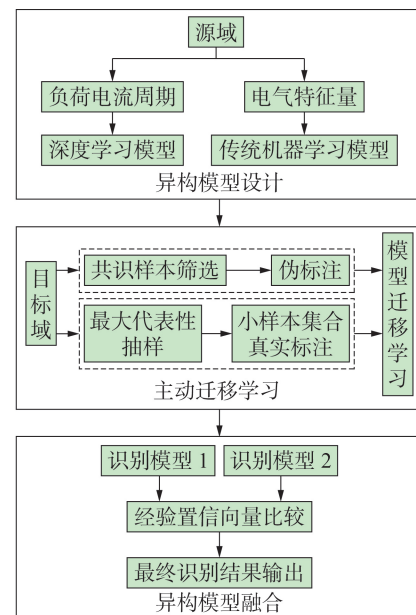 源域
负荷电流周期
电气特征量
深度学习模型
传统机器学习模型
异构模型设计
目标域
共识样本筛选
伪标注
最大代表性
抽样
小样本集合
真实标注
模型迁移学习
主动迁移学习
识别模型 1
识别模型 2
经验置信向量比较
最终识别结果输出
异构模型融合